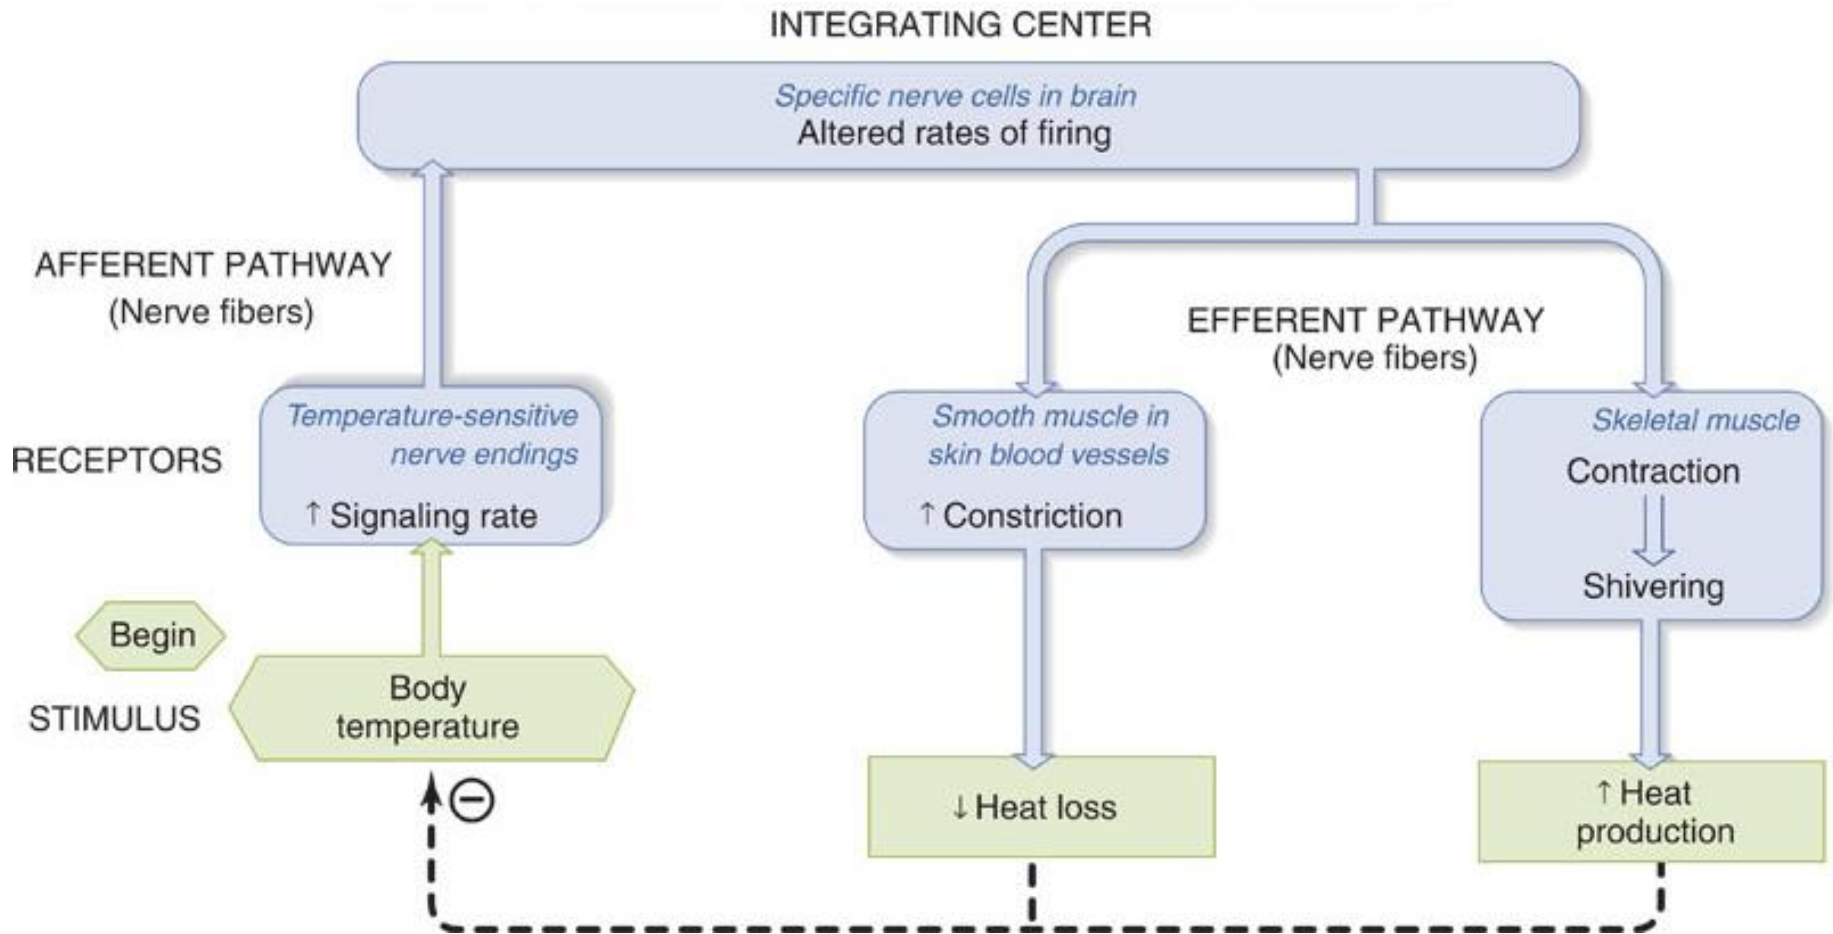 INTEGRATING CENTER
Specific nerve cells in brain
Altered rates of firing
AFFERENT PATHWAY
(Nerve fibers)
EFFERENT PATHWAY
(Nerve fibers)
RECEPTORS
Temperature-sensitive
nerve endings
↑ Signaling rate
Smooth muscle in
skin blood vessels
↑ Constriction
Skeletal muscle
Contraction
Shivering
Begin
STIMULUS
Body
temperature
⊖
↓ Heat loss
↑ Heat
production